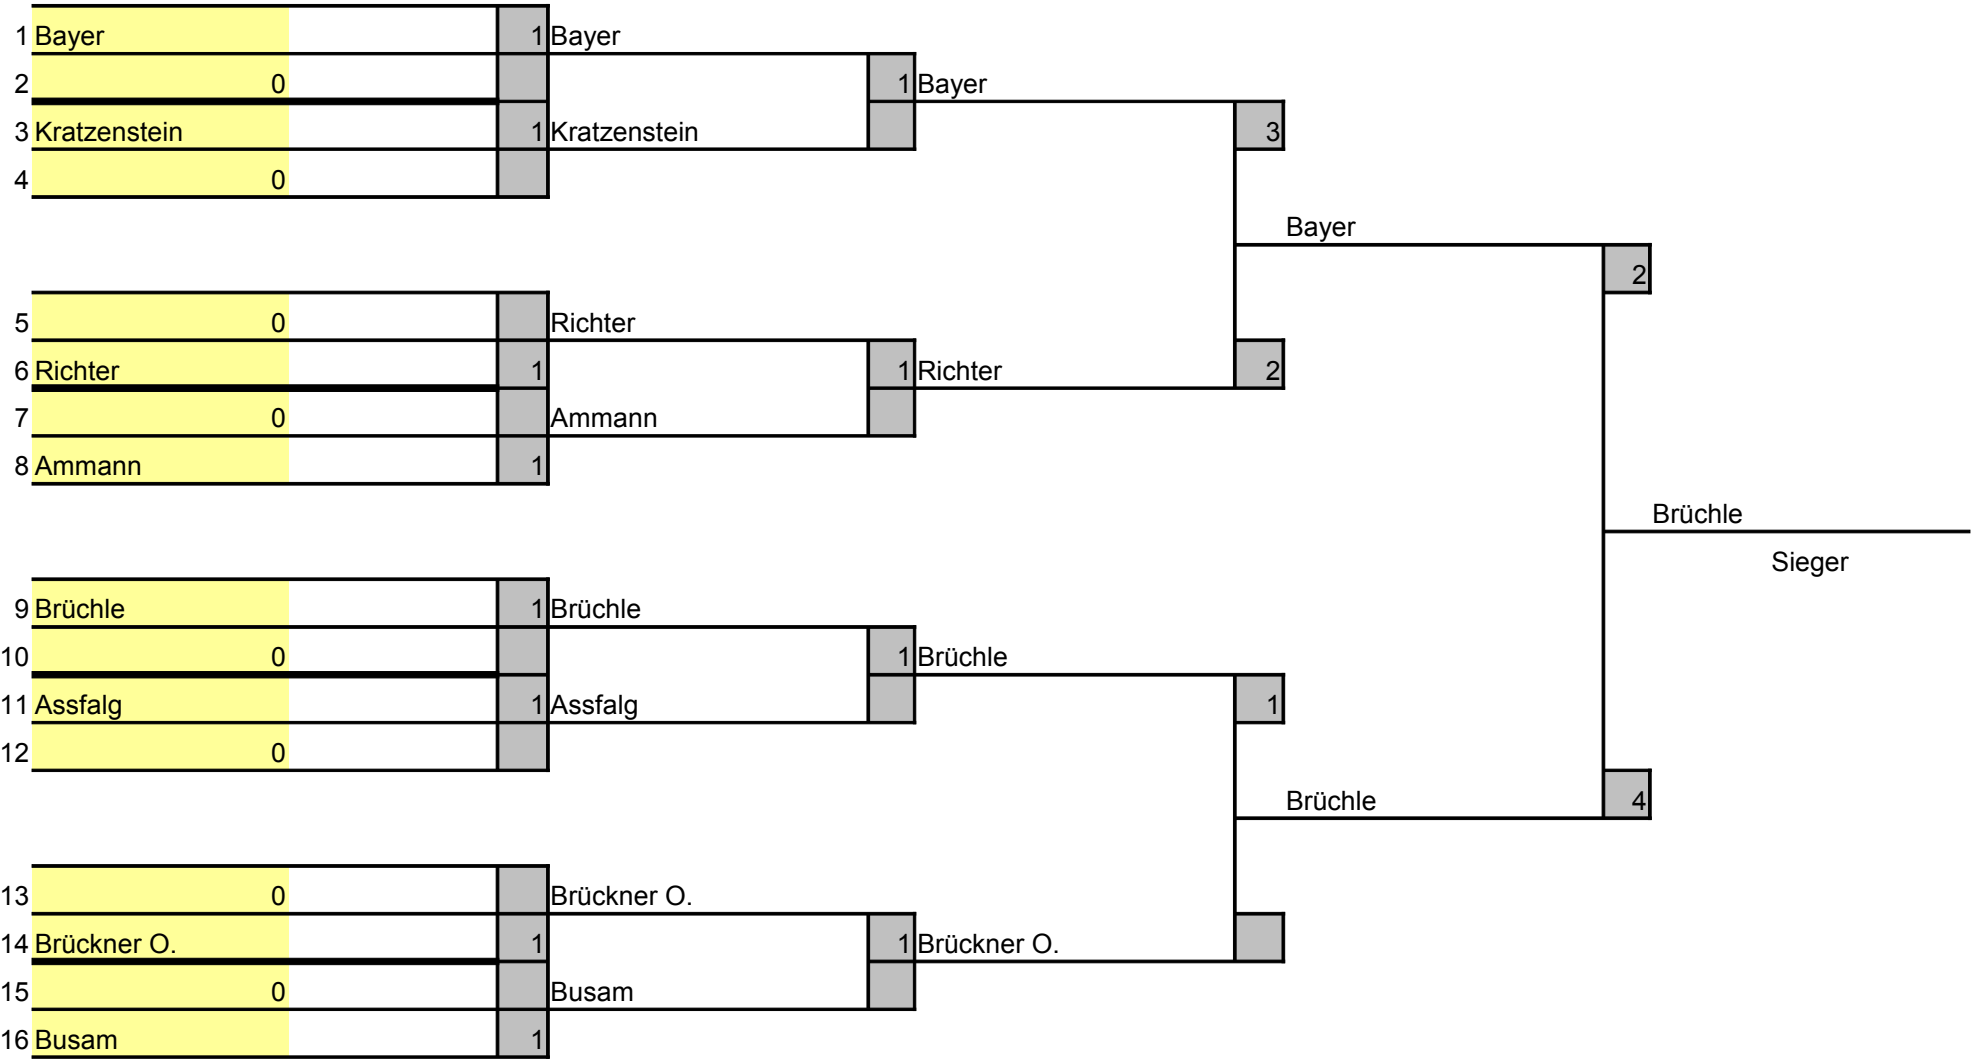 1 Bayer 1 Bayer
2 0 1 Bayer
3 Kratzenstein 1 Kratzenstein 3
4 0
Bayer
2
5 0 Richter
6 Richter 1 1 Richter 2
7 0 Ammann
8 Ammann 1
Brüchle
Sieger
9 Brüchle 1 Brüchle
10 0 1 Brüchle
11 Assfalg 1 Assfalg 1
12 0
Brüchle 4
13 0 Brückner O.
14 Brückner O. 1 1 Brückner O.
15 0 Busam
16 Busam 1